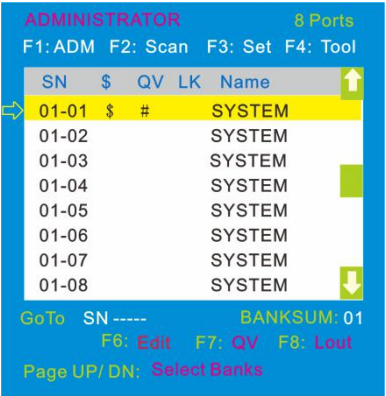 ADMINISTRATOR 8 Ports
F1: ADM F2: Scan F3: Set F4: Tool
SN $ QV LK Name
01-01 $ # SYSTEM
01-02 SYSTEM
01-03 SYSTEM
01-04 SYSTEM
01-05 SYSTEM
01-06 SYSTEM
01-07 SYSTEM
01-08 SYSTEM
GoTo SN ----- BANKSUM: 01
F6: Edit F7: QV F8: Lout
Page UP/ DN: Select Banks